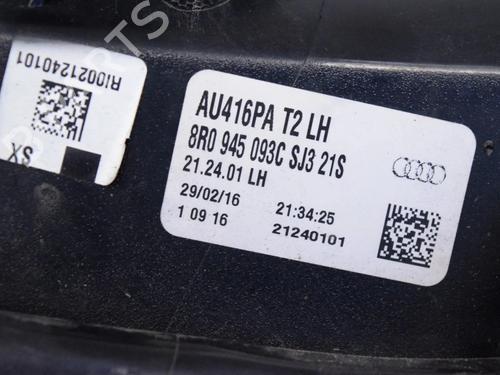 RI0021240101
SX
AU416PA T2 LH
8R0 945 093C SJ3 21S
21.24.01 LH
29/02/16 21:34:25
1 09 16 21240101